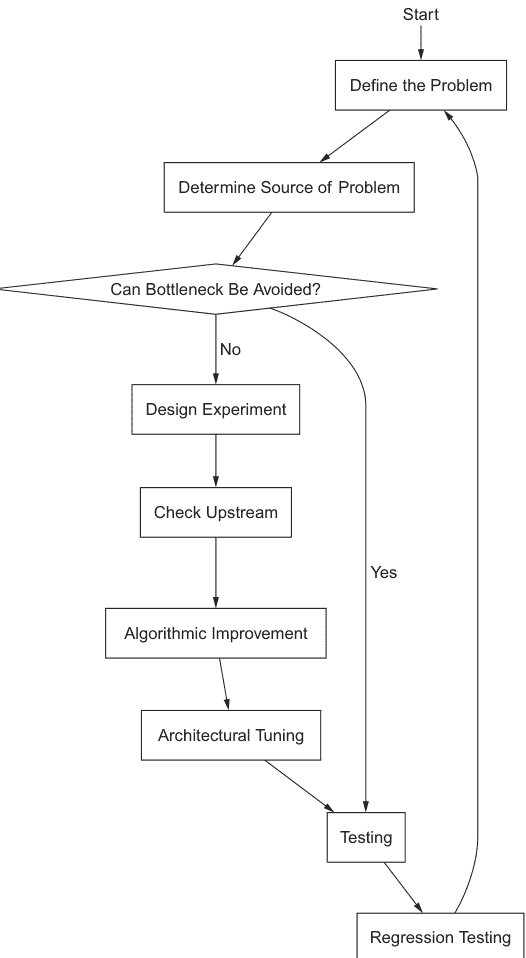 Start
Define the Problem
Determine Source of Problem
Can Bottleneck Be Avoided?
No
Design Experiment
Check Upstream
Yes
Algorithmic Improvement
Architectural Tuning
Testing
Regression Testing